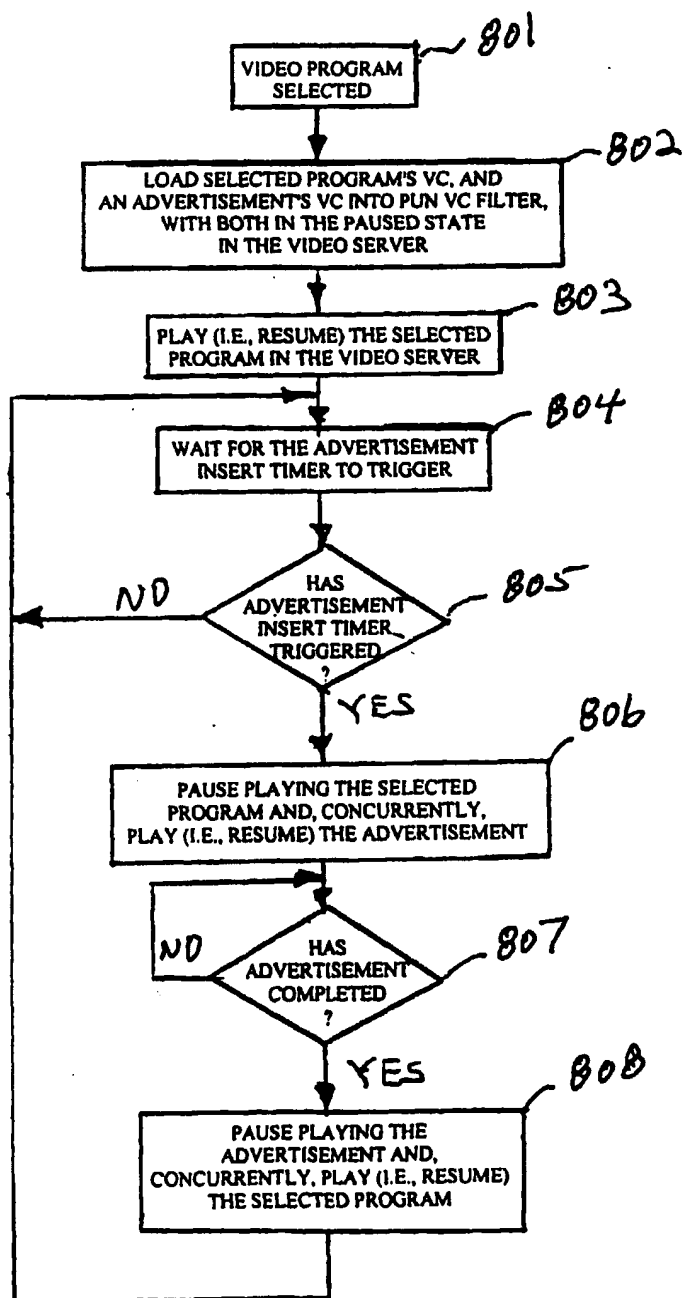 801
VIDEO PROGRAM
SELECTED
802
LOAD SELECTED PROGRAM'S VC, AND
AN ADVERTISEMENT'S VC INTO PUN VC FILTER,
WITH BOTH IN THE PAUSED STATE
IN THE VIDEO SERVER
803
PLAY (I.E., RESUME) THE SELECTED
PROGRAM IN THE VIDEO SERVER
804
WAIT FOR THE ADVERTISEMENT
INSERT TIMER TO TRIGGER
805
HAS
ADVERTISEMENT
INSERT TIMER
TRIGGERED
?
NO
YES
806
PAUSE PLAYING THE SELECTED
PROGRAM AND, CONCURRENTLY,
PLAY (I.E., RESUME) THE ADVERTISEMENT
807
HAS
ADVERTISEMENT
COMPLETED
?
NO
YES
808
PAUSE PLAYING THE
ADVERTISEMENT AND,
CONCURRENTLY, PLAY (I.E., RESUME)
THE SELECTED PROGRAM